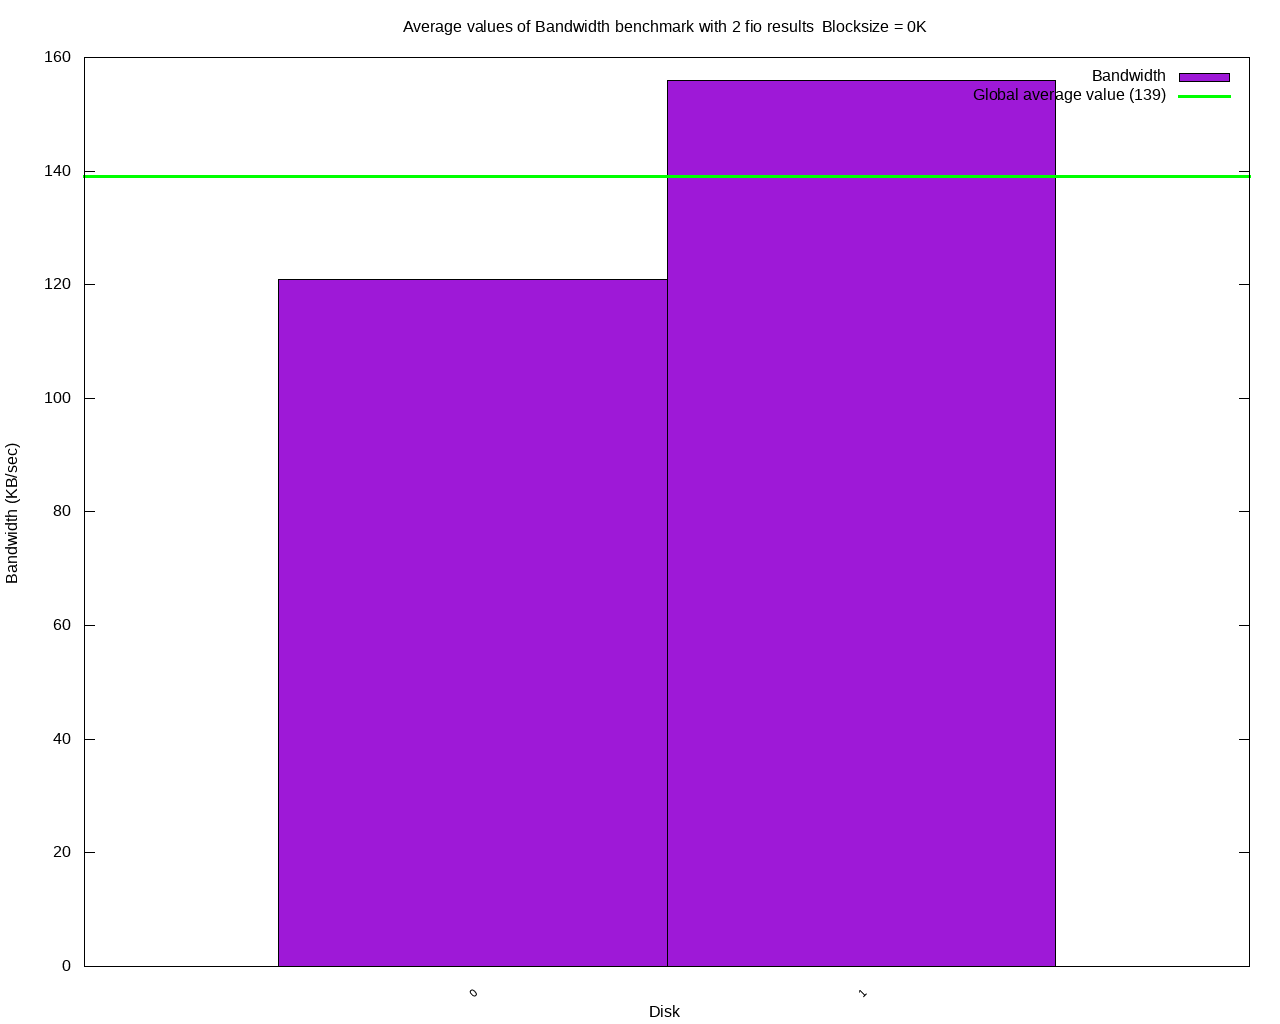 Average values of Bandwidth benchmark with 2 fio results  Blocksize = 0K
Bandwidth
Global average value (139)
160
140
120
100
80
60
40
20
0
Bandwidth (KB/sec)
0
1
Disk